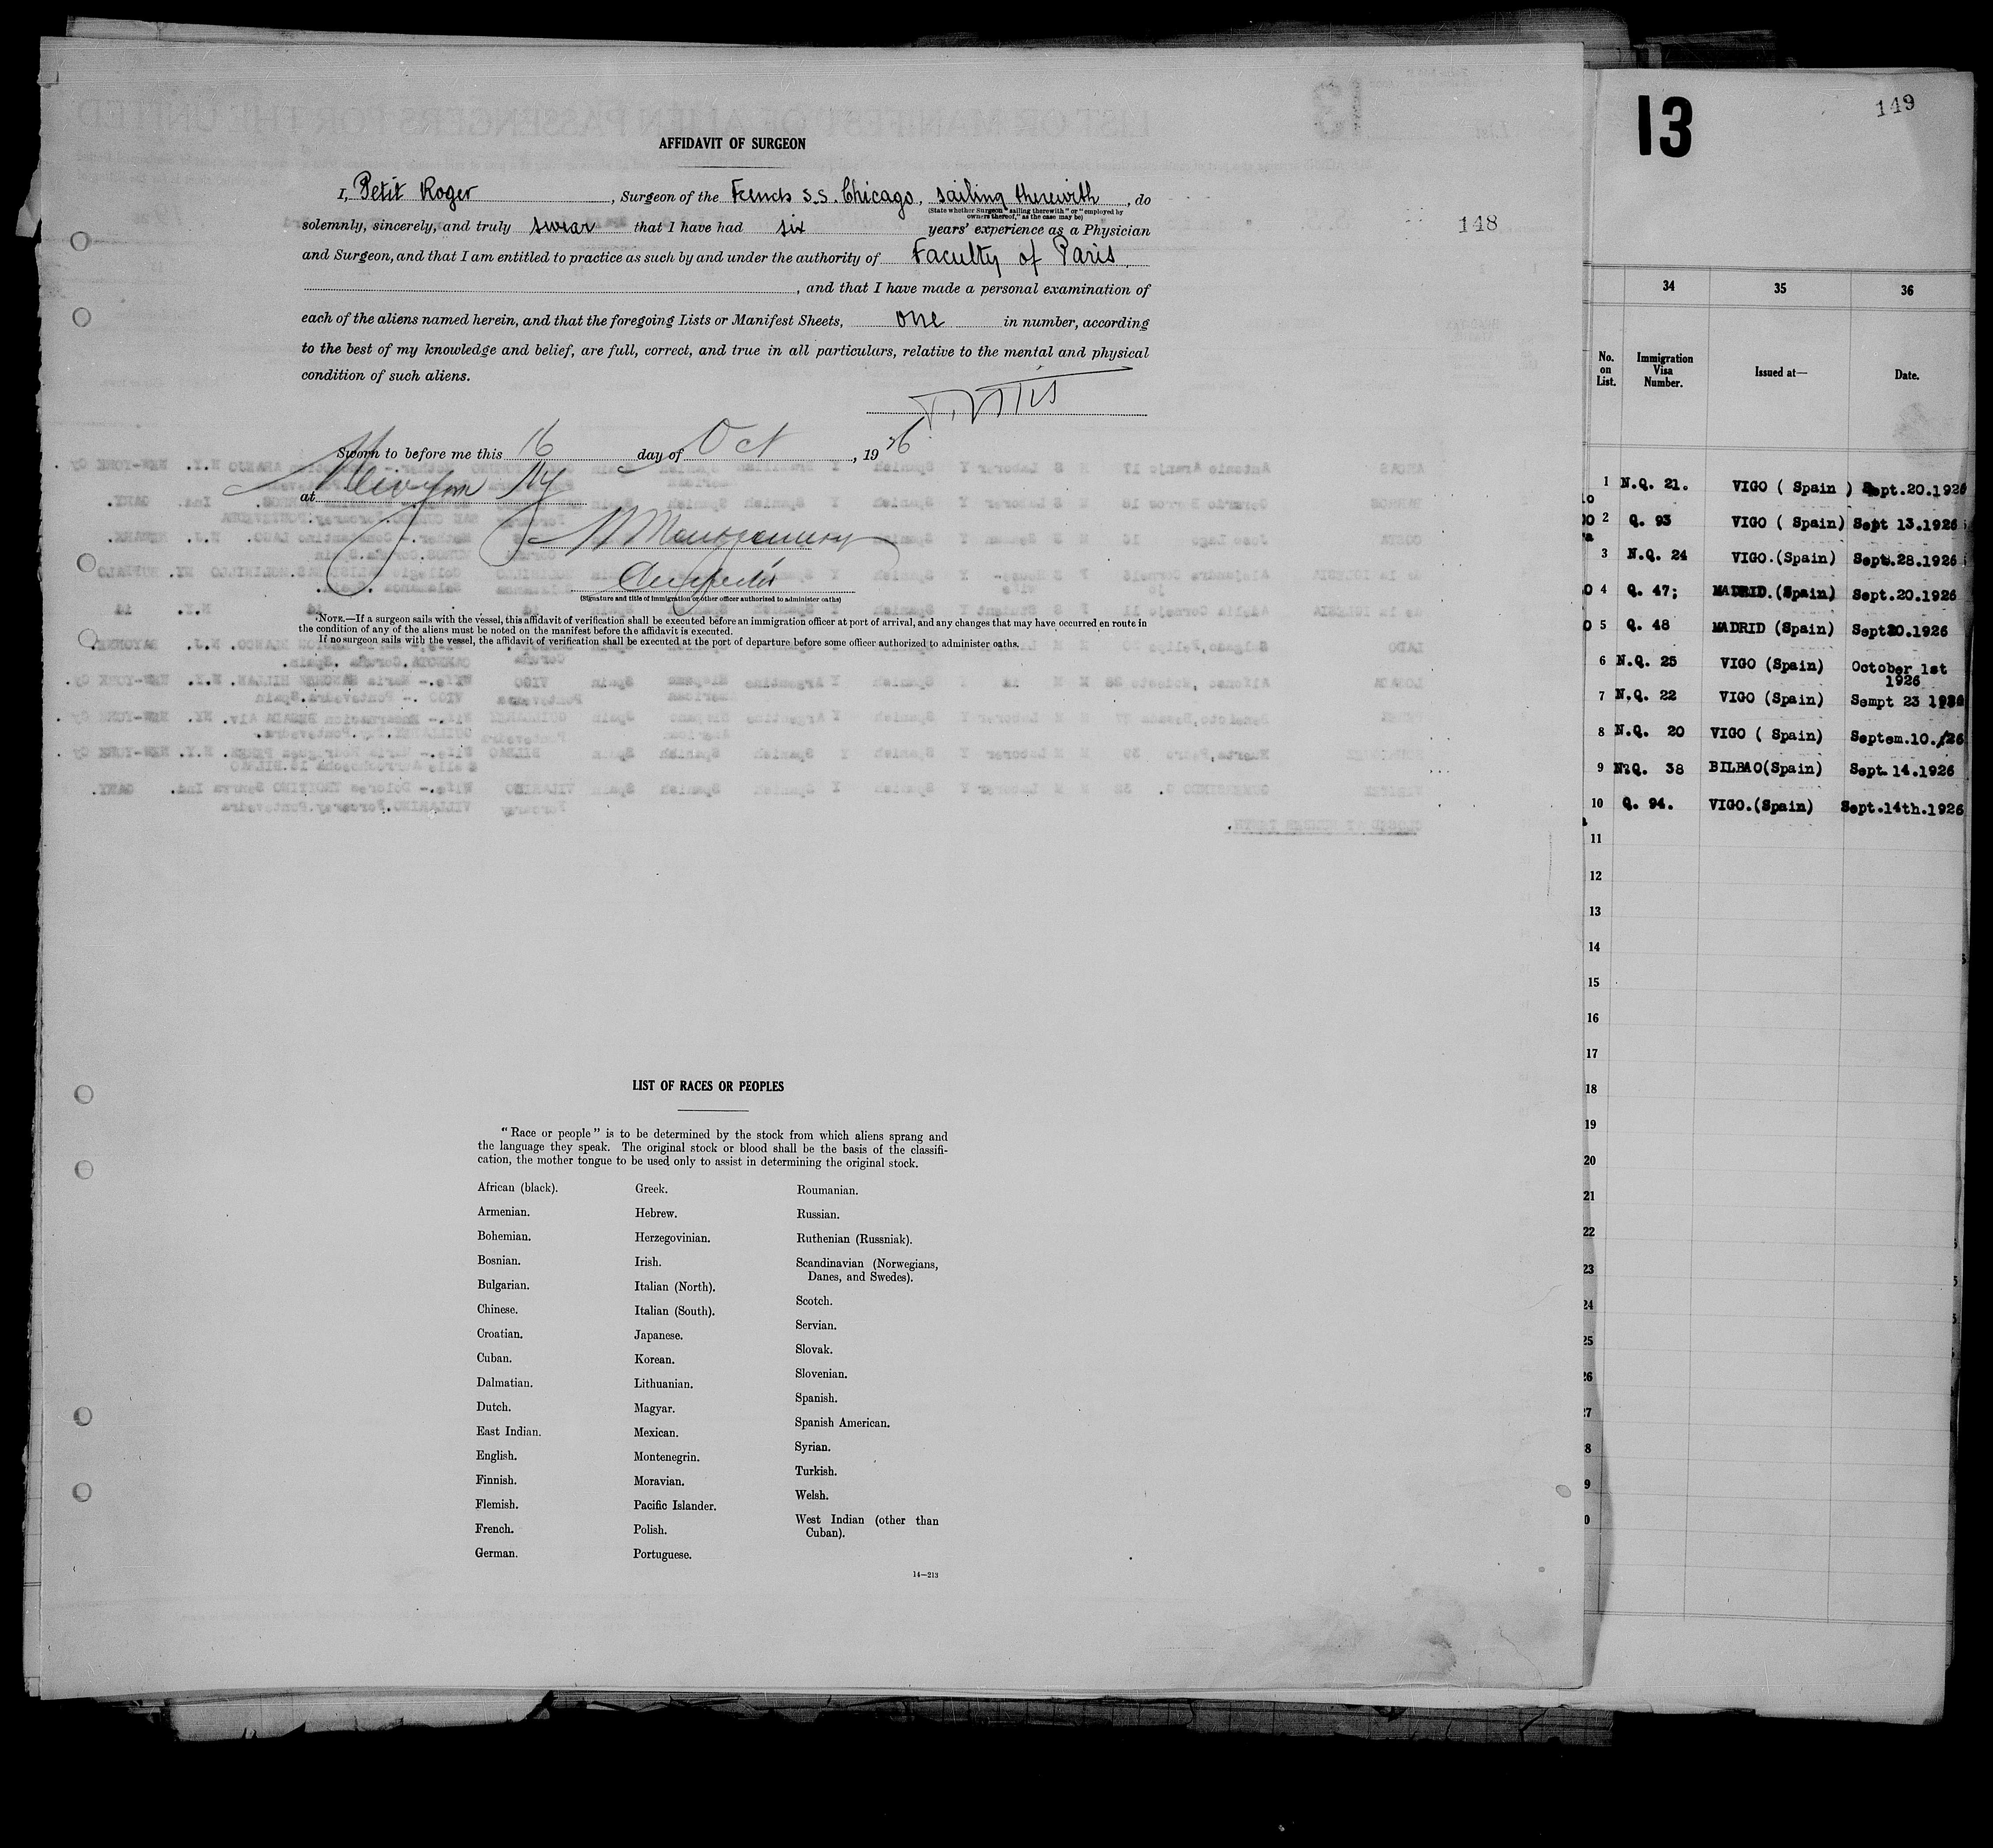 AFFIDAVIT OF SURGEON
I, Petit Roger, Surgeon of the French S.S. Chicago, sailing therewith, do
(State whether Surgeon "sailing therewith" or "employed by
owners thereof," as the case may be)
solemnly, sincerely, and truly swear that I have had six years' experience as a Physician
and Surgeon, and that I am entitled to practice as such by and under the authority of Faculty of Paris
, and that I have made a personal examination of
each of the aliens named herein, and that the foregoing Lists or Manifest Sheets, one in number, according
to the best of my knowledge and belief, are full, correct, and true in all particulars, relative to the mental and physical
condition of such aliens.
Sworn to before me this 16 day of Oct, 1926
at New York Ny
Montgomery
(Signature and title of immigration or other officer authorized to administer oaths)
NOTE.—If a surgeon sails with the vessel, this affidavit of verification shall be executed before an immigration officer at port of arrival, and any changes that may have occurred en route in
the condition of any of the aliens must be noted on the manifest before the affidavit is executed.
If no surgeon sails with the vessel, the affidavit of verification shall be executed at the port of departure before some officer authorized to administer oaths.
148
LIST OF RACES OR PEOPLES
"Race or people" is to be determined by the stock from which aliens sprang and
the language they speak. The original stock or blood shall be the basis of the classifi-
cation, the mother tongue to be used only to assist in determining the original stock.
African (black).
Armenian.
Bohemian.
Bosnian.
Bulgarian.
Chinese.
Croatian.
Cuban.
Dalmatian.
Dutch.
East Indian.
English.
Finnish.
Flemish.
French.
German.
Greek.
Hebrew.
Herzegovinian.
Irish.
Italian (North).
Italian (South).
Japanese.
Korean.
Lithuanian.
Magyar.
Mexican.
Montenegrin.
Moravian.
Pacific Islander.
Polish.
Portuguese.
Roumanian.
Russian.
Ruthenian (Russniak).
Scandinavian (Norwegians,
Danes, and Swedes).
Scotch.
Servian.
Slovak.
Slovenian.
Spanish.
Spanish American.
Syrian.
Turkish.
Welsh.
West Indian (other than
Cuban).
14—213
13
149
34 35 36
No. on List. Immigration Visa Number. Issued at— Date.
1 N.Q. 21. VIGO ( Spain ) Sept.20.1926
2 Q. 93 VIGO ( Spain) Sept 13.1926
3 N.Q. 24 VIGO.(Spain) Sept.28.1926
4 Q. 47; MADRID.(Spain) Sept.20.1926
5 Q. 48 MADRID (Spain) Sept20.1926
6 N.Q. 25 VIGO (Spain) October 1st
1926
7 N.Q. 22 VIGO (Spain) Sempt 23 1926
8 N.Q. 20 VIGO ( Spain) Septem.10./26
9 N.Q. 38 BILBAO(Spain) Sept.14.1926
10 Q. 94. VIGO.(Spain) Sept.14th.1926
11
12
13
14
15
16
17
18
19
20
21
22
23
24
25
26
27
8
9
0